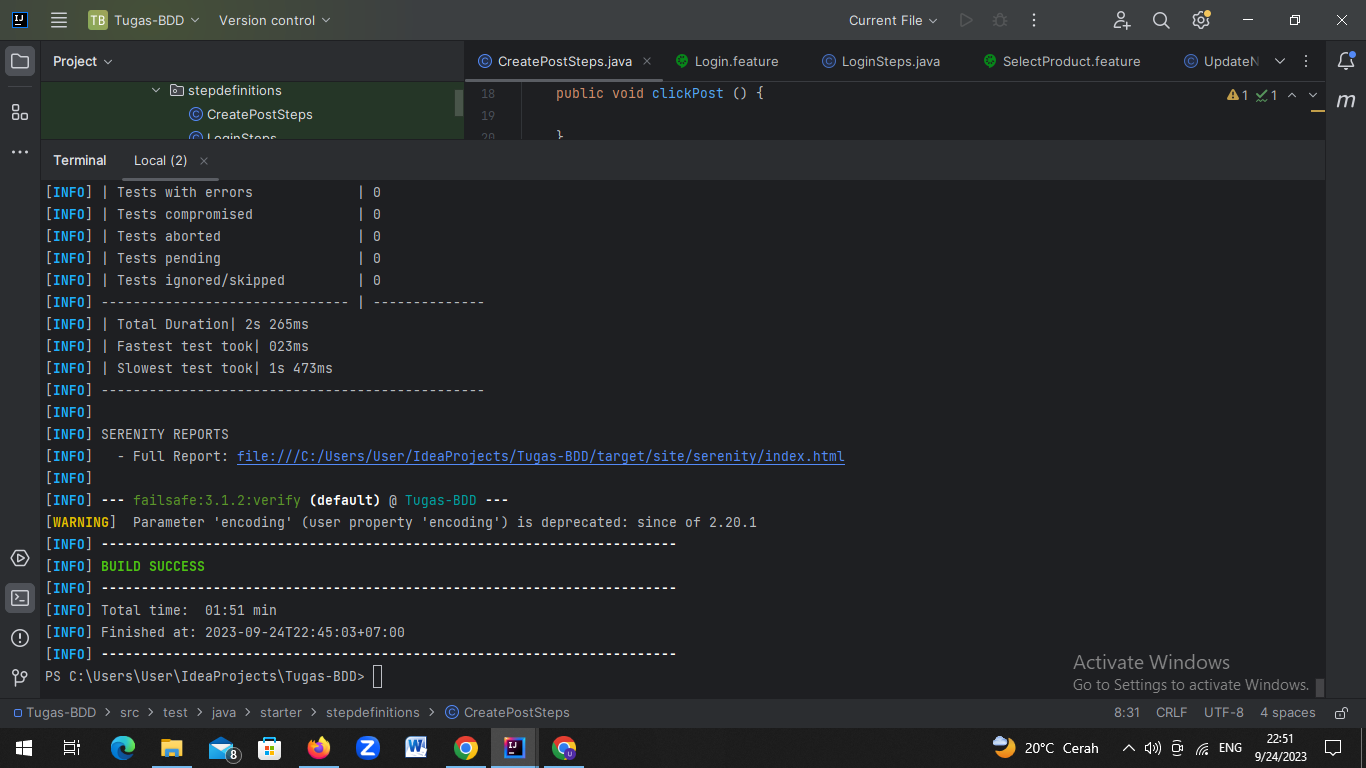 TB Tugas-BDD Version control Current File
Project
CreatePostSteps.java Login.feature LoginSteps.java SelectProduct.feature UpdateN
stepdefinitions
CreatePostSteps
LoginSteps
18 public void clickPost () {
19
20 }
1 1
Terminal Local (2)
[INFO] | Tests with errors | 0
[INFO] | Tests compromised | 0
[INFO] | Tests aborted | 0
[INFO] | Tests pending | 0
[INFO] | Tests ignored/skipped | 0
[INFO] ------------------------------- | --------------
[INFO] | Total Duration| 2s 265ms
[INFO] | Fastest test took| 023ms
[INFO] | Slowest test took| 1s 473ms
[INFO] ------------------------------------------------
[INFO]
[INFO] SERENITY REPORTS
[INFO]   - Full Report: file:///C:/Users/User/IdeaProjects/Tugas-BDD/target/site/serenity/index.html
[INFO]
[INFO] --- failsafe:3.1.2:verify (default) @ Tugas-BDD ---
[WARNING]  Parameter 'encoding' (user property 'encoding') is deprecated: since of 2.20.1
[INFO] ------------------------------------------------------------------------
[INFO] BUILD SUCCESS
[INFO] ------------------------------------------------------------------------
[INFO] Total time:  01:51 min
[INFO] Finished at: 2023-09-24T22:45:03+07:00
[INFO] ------------------------------------------------------------------------
PS C:\Users\User\IdeaProjects\Tugas-BDD>
Activate Windows
Go to Settings to activate Windows.
Tugas-BDD > src > test > java > starter > stepdefinitions > CreatePostSteps 8:31 CRLF UTF-8 4 spaces
8 20°C Cerah ENG 22:51
9/24/2023